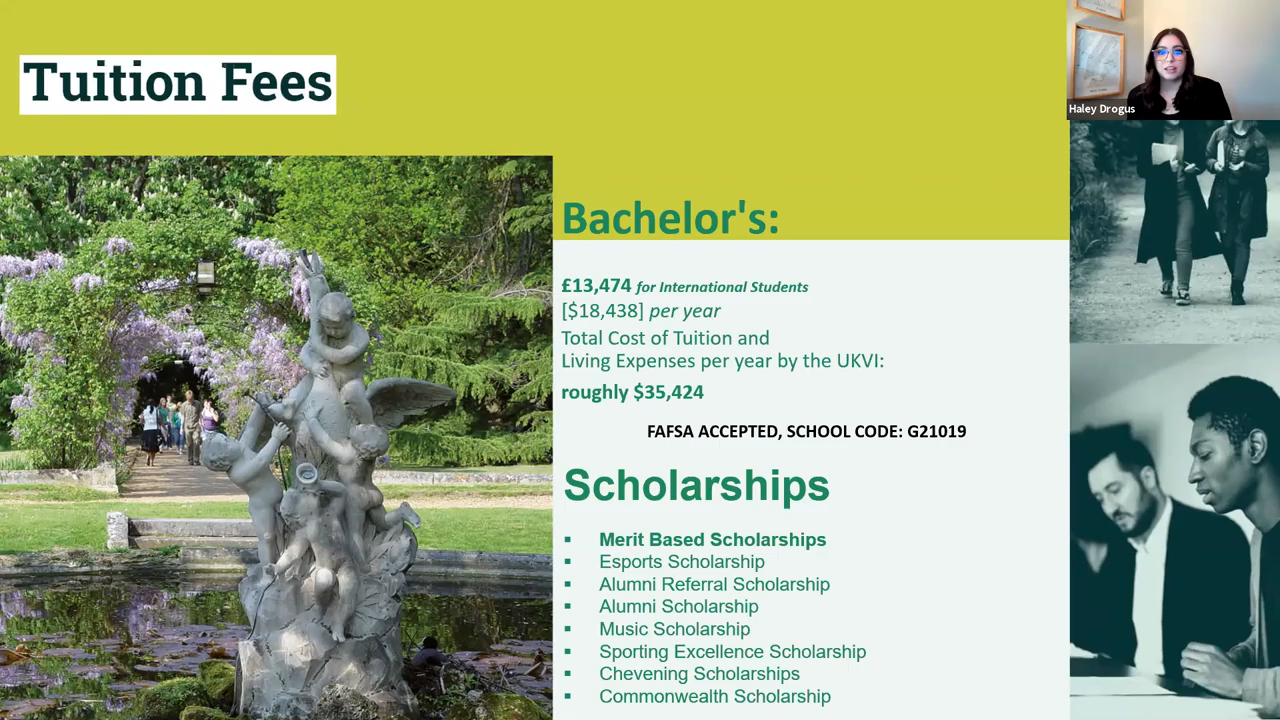 Tuition Fees
Haley Drogus
Bachelor's:
£13,474 for International Students
[$18,438] per year
Total Cost of Tuition and
Living Expenses per year by the UKVI:
roughly $35,424
FAFSA ACCEPTED, SCHOOL CODE: G21019
Scholarships
▪ Merit Based Scholarships
▪ Esports Scholarship
▪ Alumni Referral Scholarship
▪ Alumni Scholarship
▪ Music Scholarship
▪ Sporting Excellence Scholarship
▪ Chevening Scholarships
▪ Commonwealth Scholarship